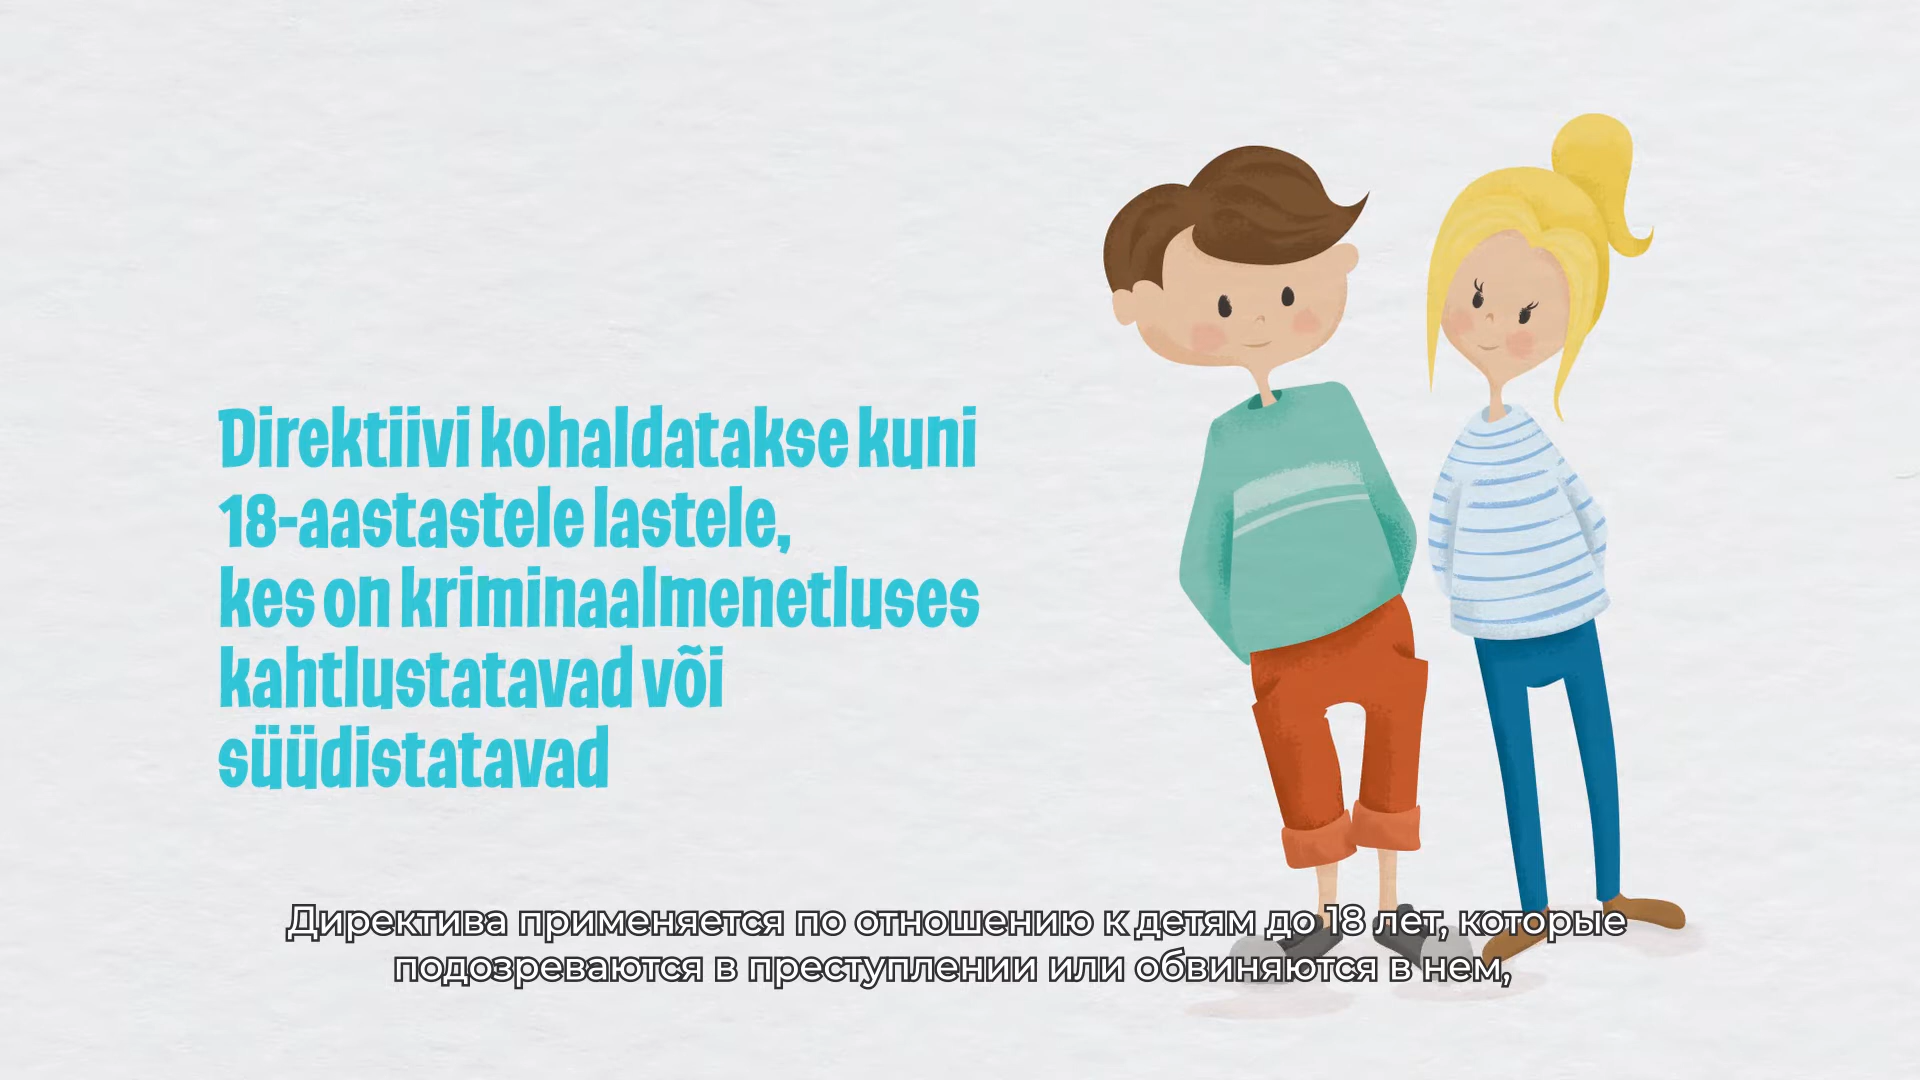 Direktiivi kohaldatakse kuni
18-aastastele lastele,
kes on kriminaalmenetluses
kahtlustatavad või
süüdistatavad
Директива применяется по отношению к детям до 18 лет, которые
подозреваются в преступлении или обвиняются в нем,